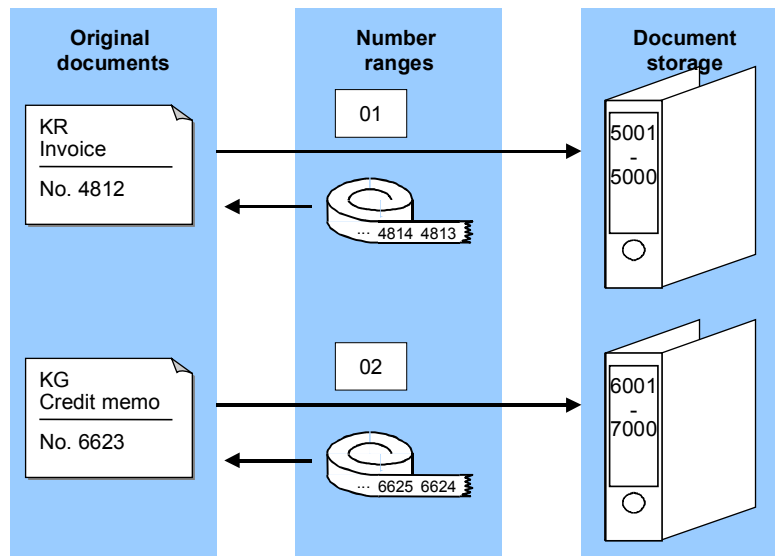 Original
documents
Number
ranges
Document
storage
KR
Invoice
No. 4812
01
... 4814 4813
5001
-
5000
KG
Credit memo
No. 6623
02
... 6625 6624
6001
-
7000